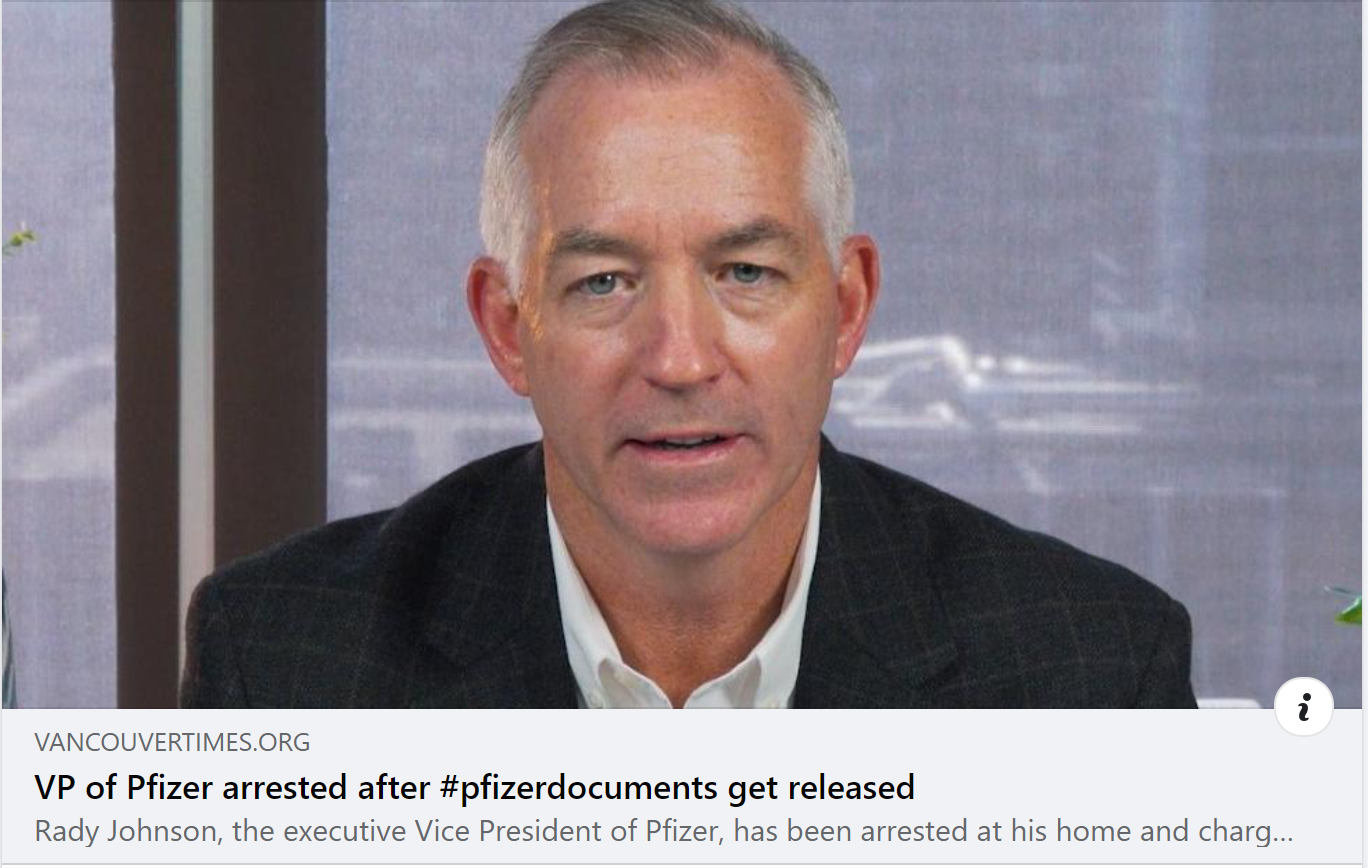 VANCOUVERTIMES.ORG
VP of Pfizer arrested after #pfizerdocuments get released
Rady Johnson, the executive Vice President of Pfizer, has been arrested at his home and charg...